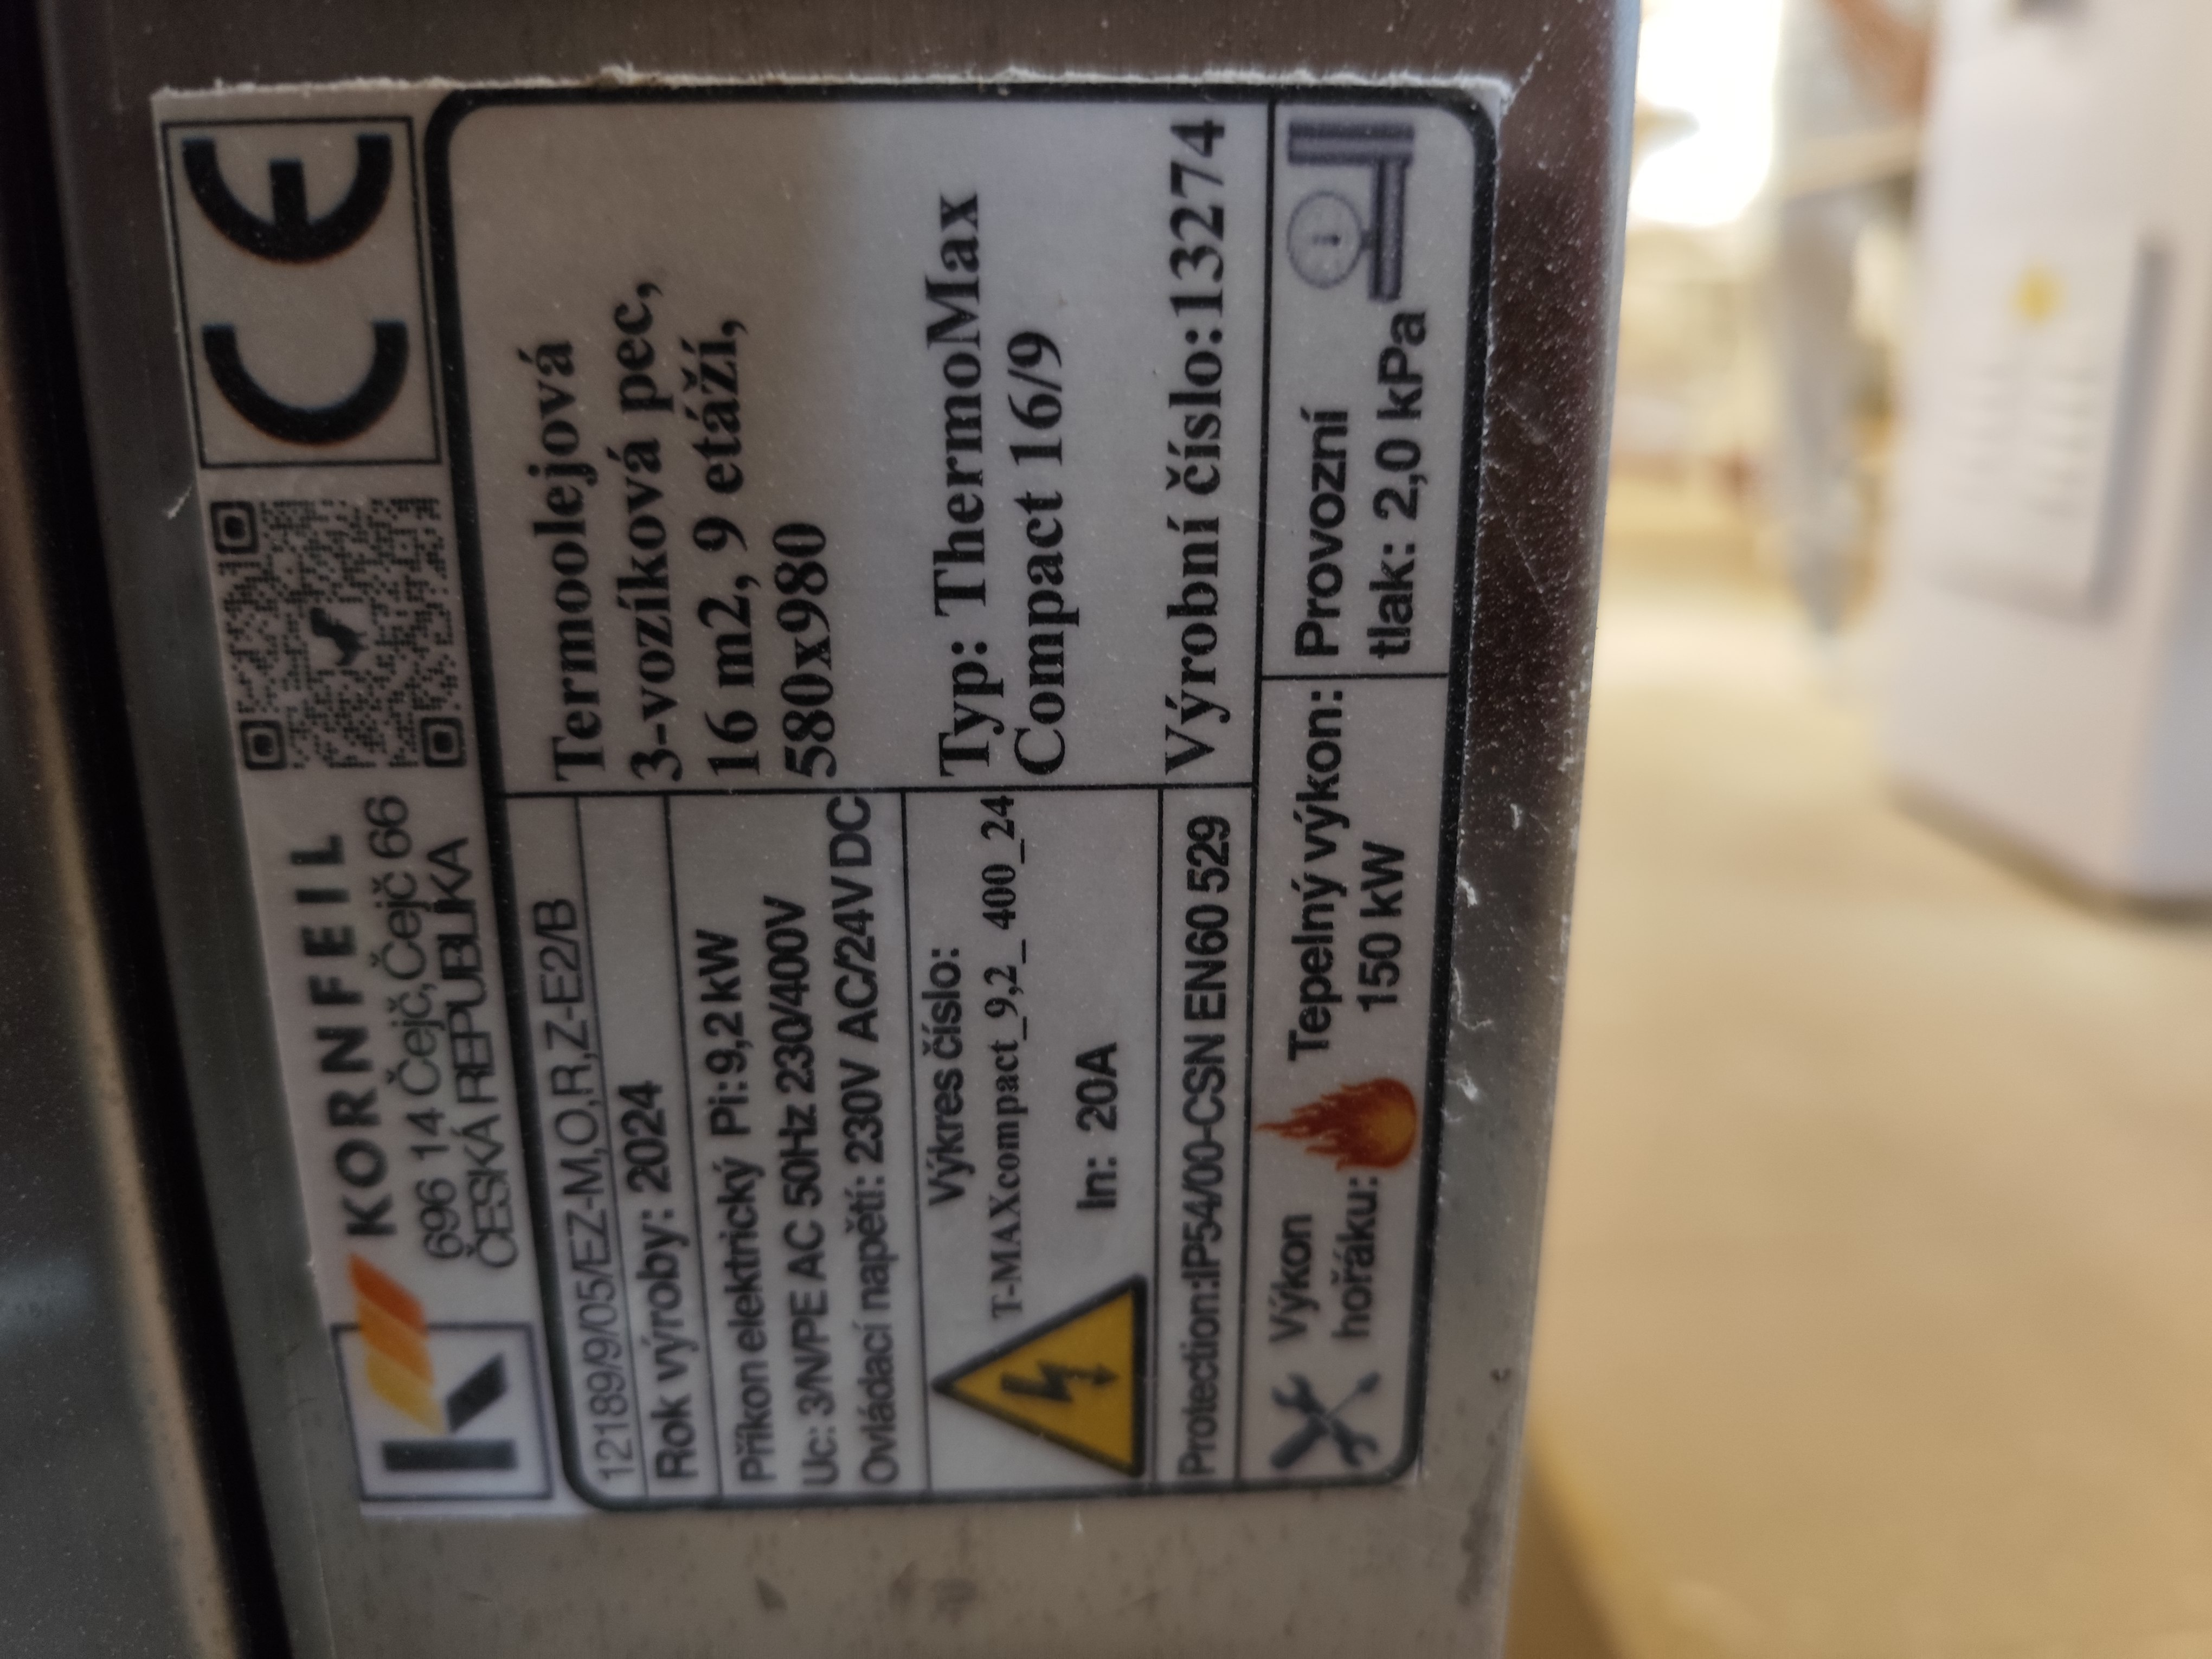 KORNFEIL
696 14 Čejč,Čejč 66
ČESKÁ REPUBLIKA
CE
12189/9/05/EZ-M,O,R,Z-E2/B
Rok výroby: 2024
Příkon elektrický Pi:9,2 kW
Uc: 3/N/PE AC 50Hz 230/400V
Ovládací napětí: 230V AC/24V DC
Výkres číslo:
T-MAXcompact_9,2_400_24
In: 20A
Protection:IP54/00-CSN EN60 529
Termoolejová
3-vozíková pec,
16 m2, 9 etáží,
580x980
Typ: ThermoMax
Compact 16/9
Výrobní číslo:13274
Výkon
hořáku:
Tepelný výkon:
150 kW
Provozní
tlak: 2,0 kPa